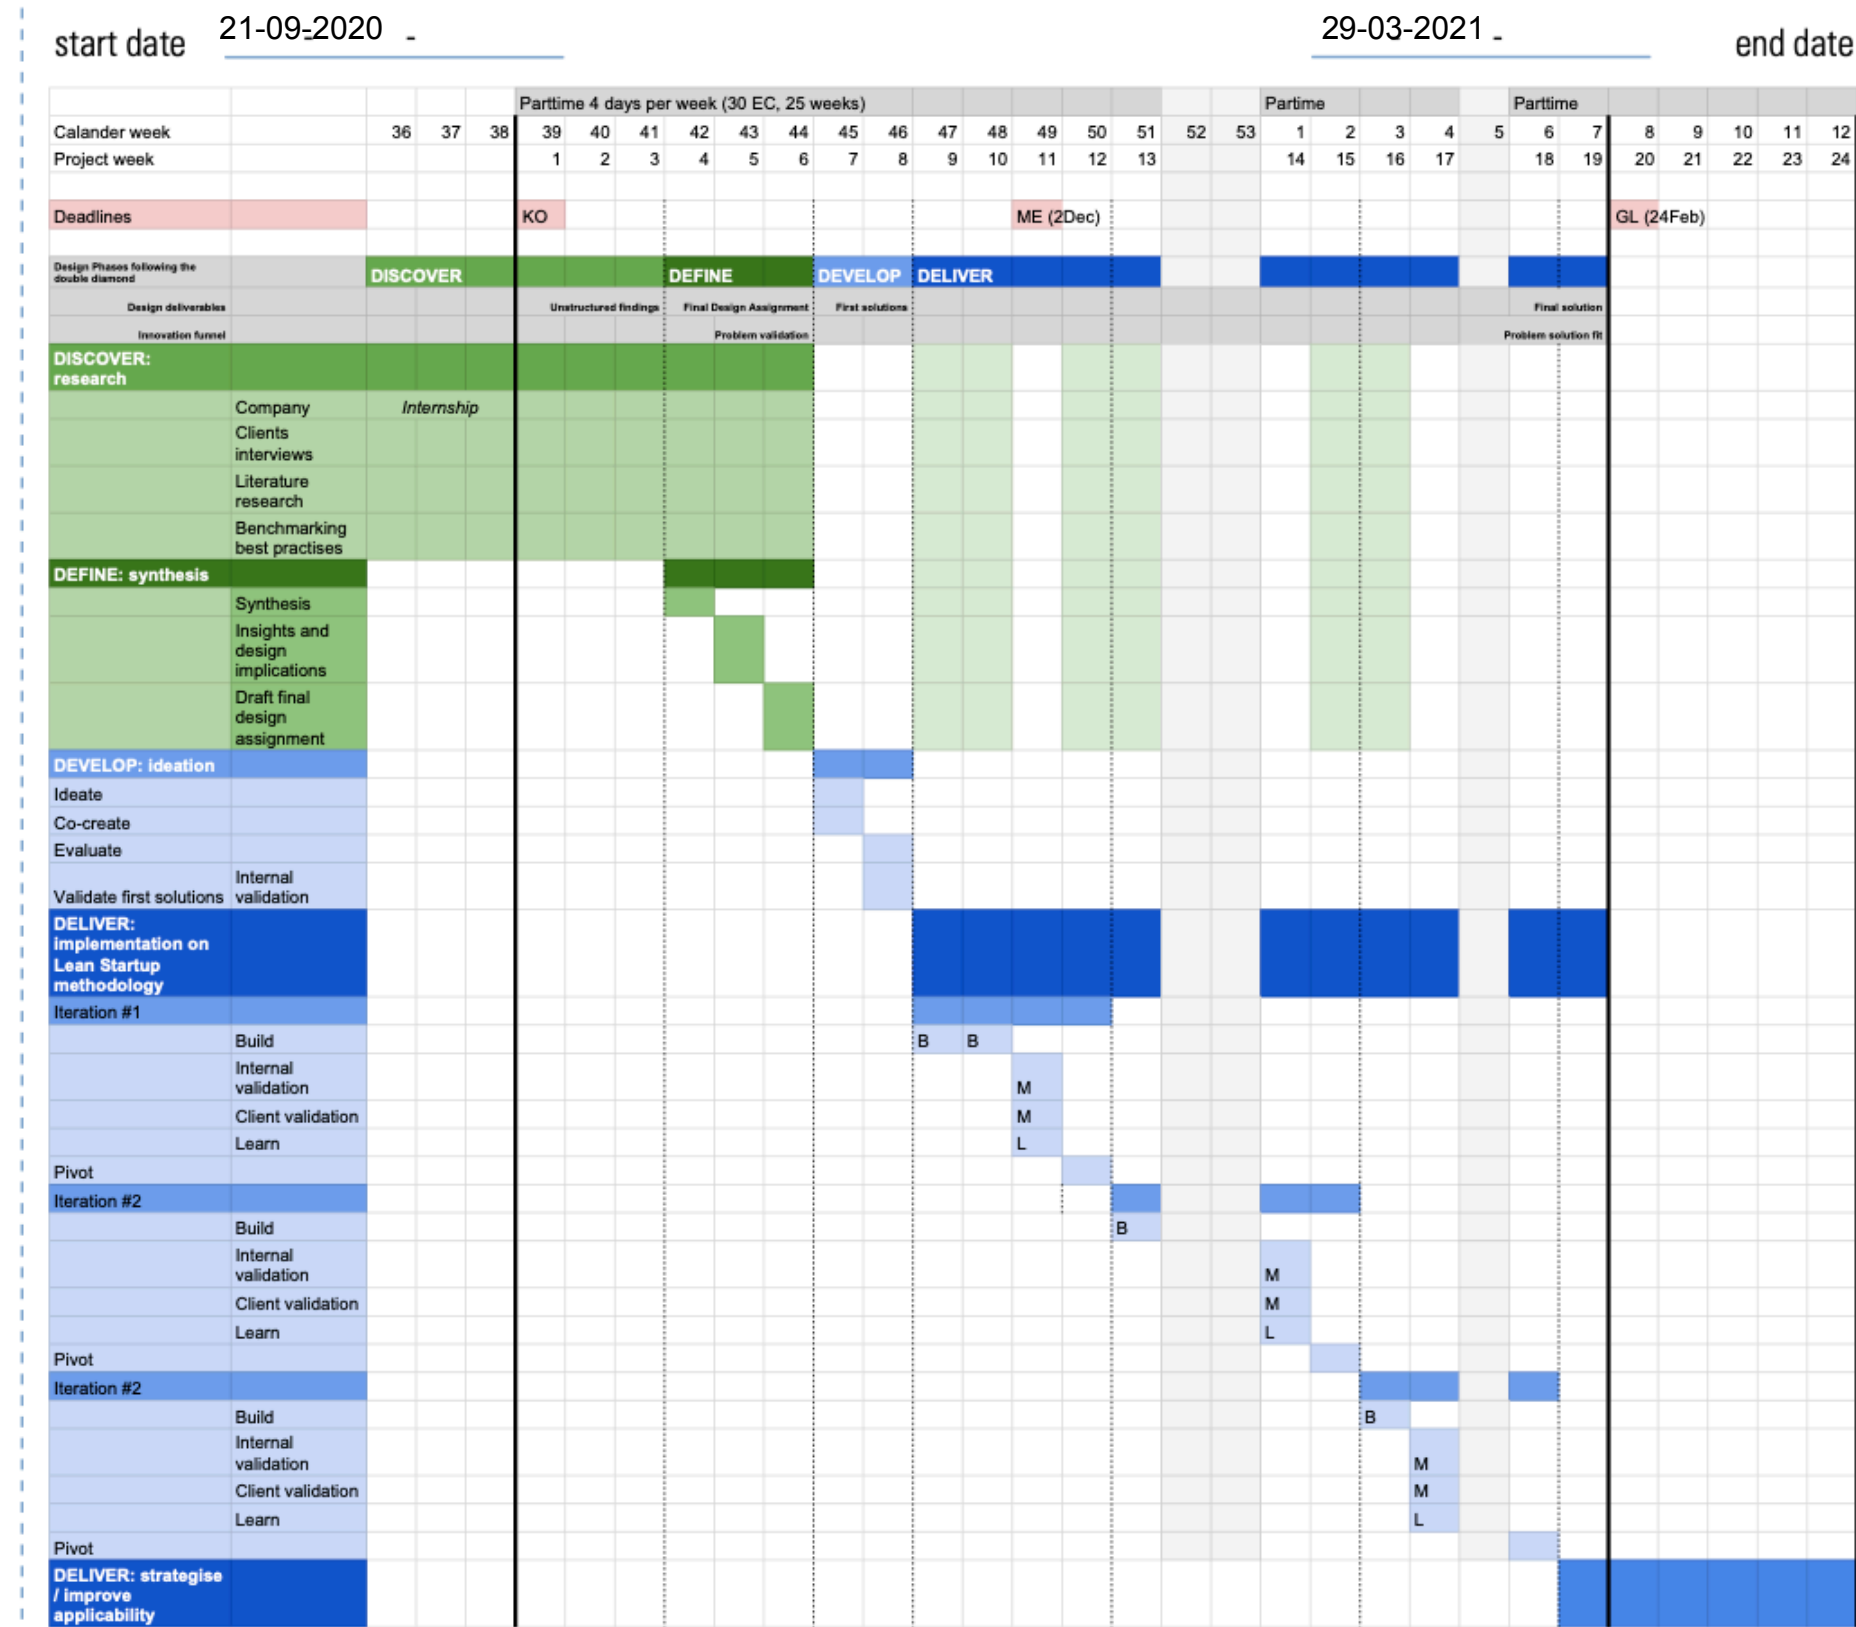 start date 21-09-2020 - 29-03-2021 - end date
Parttime 4 days per week (30 EC, 25 weeks) Partime Parttime
Calander week 36 37 38 39 40 41 42 43 44 45 46 47 48 49 50 51 52 53 1 2 3 4 5 6 7 8 9 10 11 12
Project week 1 2 3 4 5 6 7 8 9 10 11 12 13 14 15 16 17 18 19 20 21 22 23 24
Deadlines KO ME (2Dec) GL (24Feb)
Design Phases following the
double diamond DISCOVER DEFINE DEVELOP DELIVER
Design deliverables Unstructured findings Final Design Assignment First solutions Final solution
Innovation funnel Problem validation Problem solution fit
DISCOVER:
research
Company Internship
Clients
interviews
Literature
research
Benchmarking
best practises
DEFINE: synthesis
Synthesis
Insights and
design
implications
Draft final
design
assignment
DEVELOP: ideation
Ideate
Co-create
Evaluate
Internal
Validate first solutions validation
DELIVER:
implementation on
Lean Startup
methodology
Iteration #1
Build B B
Internal
validation M
Client validation M
Learn L
Pivot
Iteration #2
Build B
Internal
validation M
Client validation M
Learn L
Pivot
Iteration #2
Build B
Internal
validation M
Client validation M
Learn L
Pivot
DELIVER: strategise
/ improve
applicability